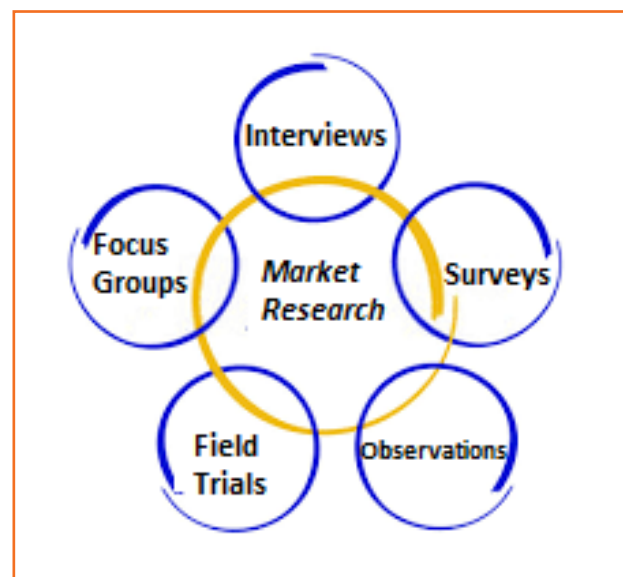 Interviews
Focus
Groups
Market
Research
Surveys
Field
Trials
Observations